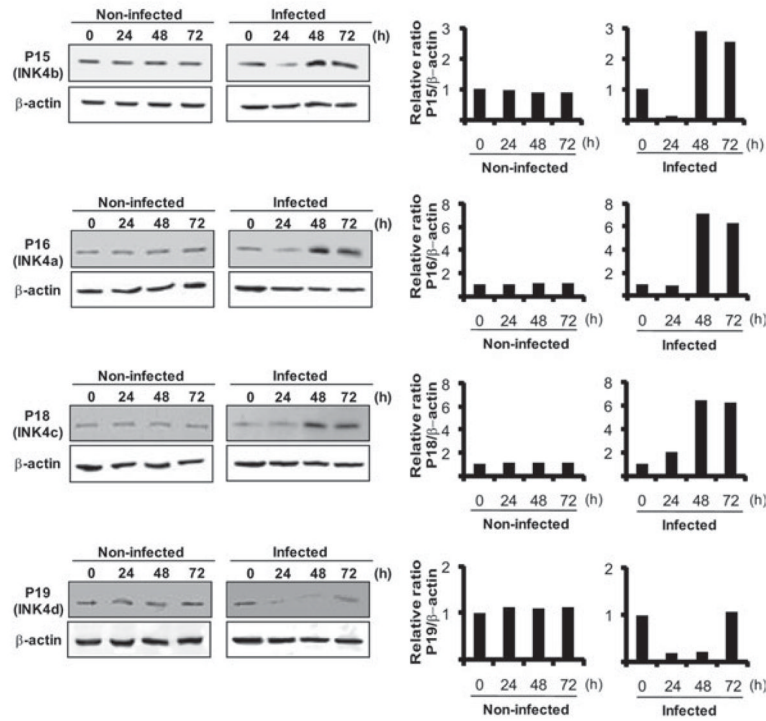 Non-infected Infected
0 24 48 72 0 24 48 72 (h)
P15
(INK4b)
β-actin
Relative ratio
P15/β-actin
3
2
1
0 24 48 72 (h)
Non-infected
3
2
1
0 24 48 72 (h)
Infected
Non-infected Infected
0 24 48 72 0 24 48 72 (h)
P16
(INK4a)
β-actin
Relative ratio
P16/β-actin
8
6
4
2
0 24 48 72 (h)
Non-infected
8
6
4
2
0 24 48 72 (h)
Infected
Non-infected Infected
0 24 48 72 0 24 48 72 (h)
P18
(INK4c)
β-actin
Relative ratio
P18/β-actin
8
6
4
2
0 24 48 72 (h)
Non-infected
8
6
4
2
0 24 48 72 (h)
Infected
Non-infected Infected
0 24 48 72 0 24 48 72 (h)
P19
(INK4d)
β-actin
Relative ratio
P19/β-actin
2
1
0 24 48 72 (h)
Non-infected
2
1
0 24 48 72 (h)
Infected